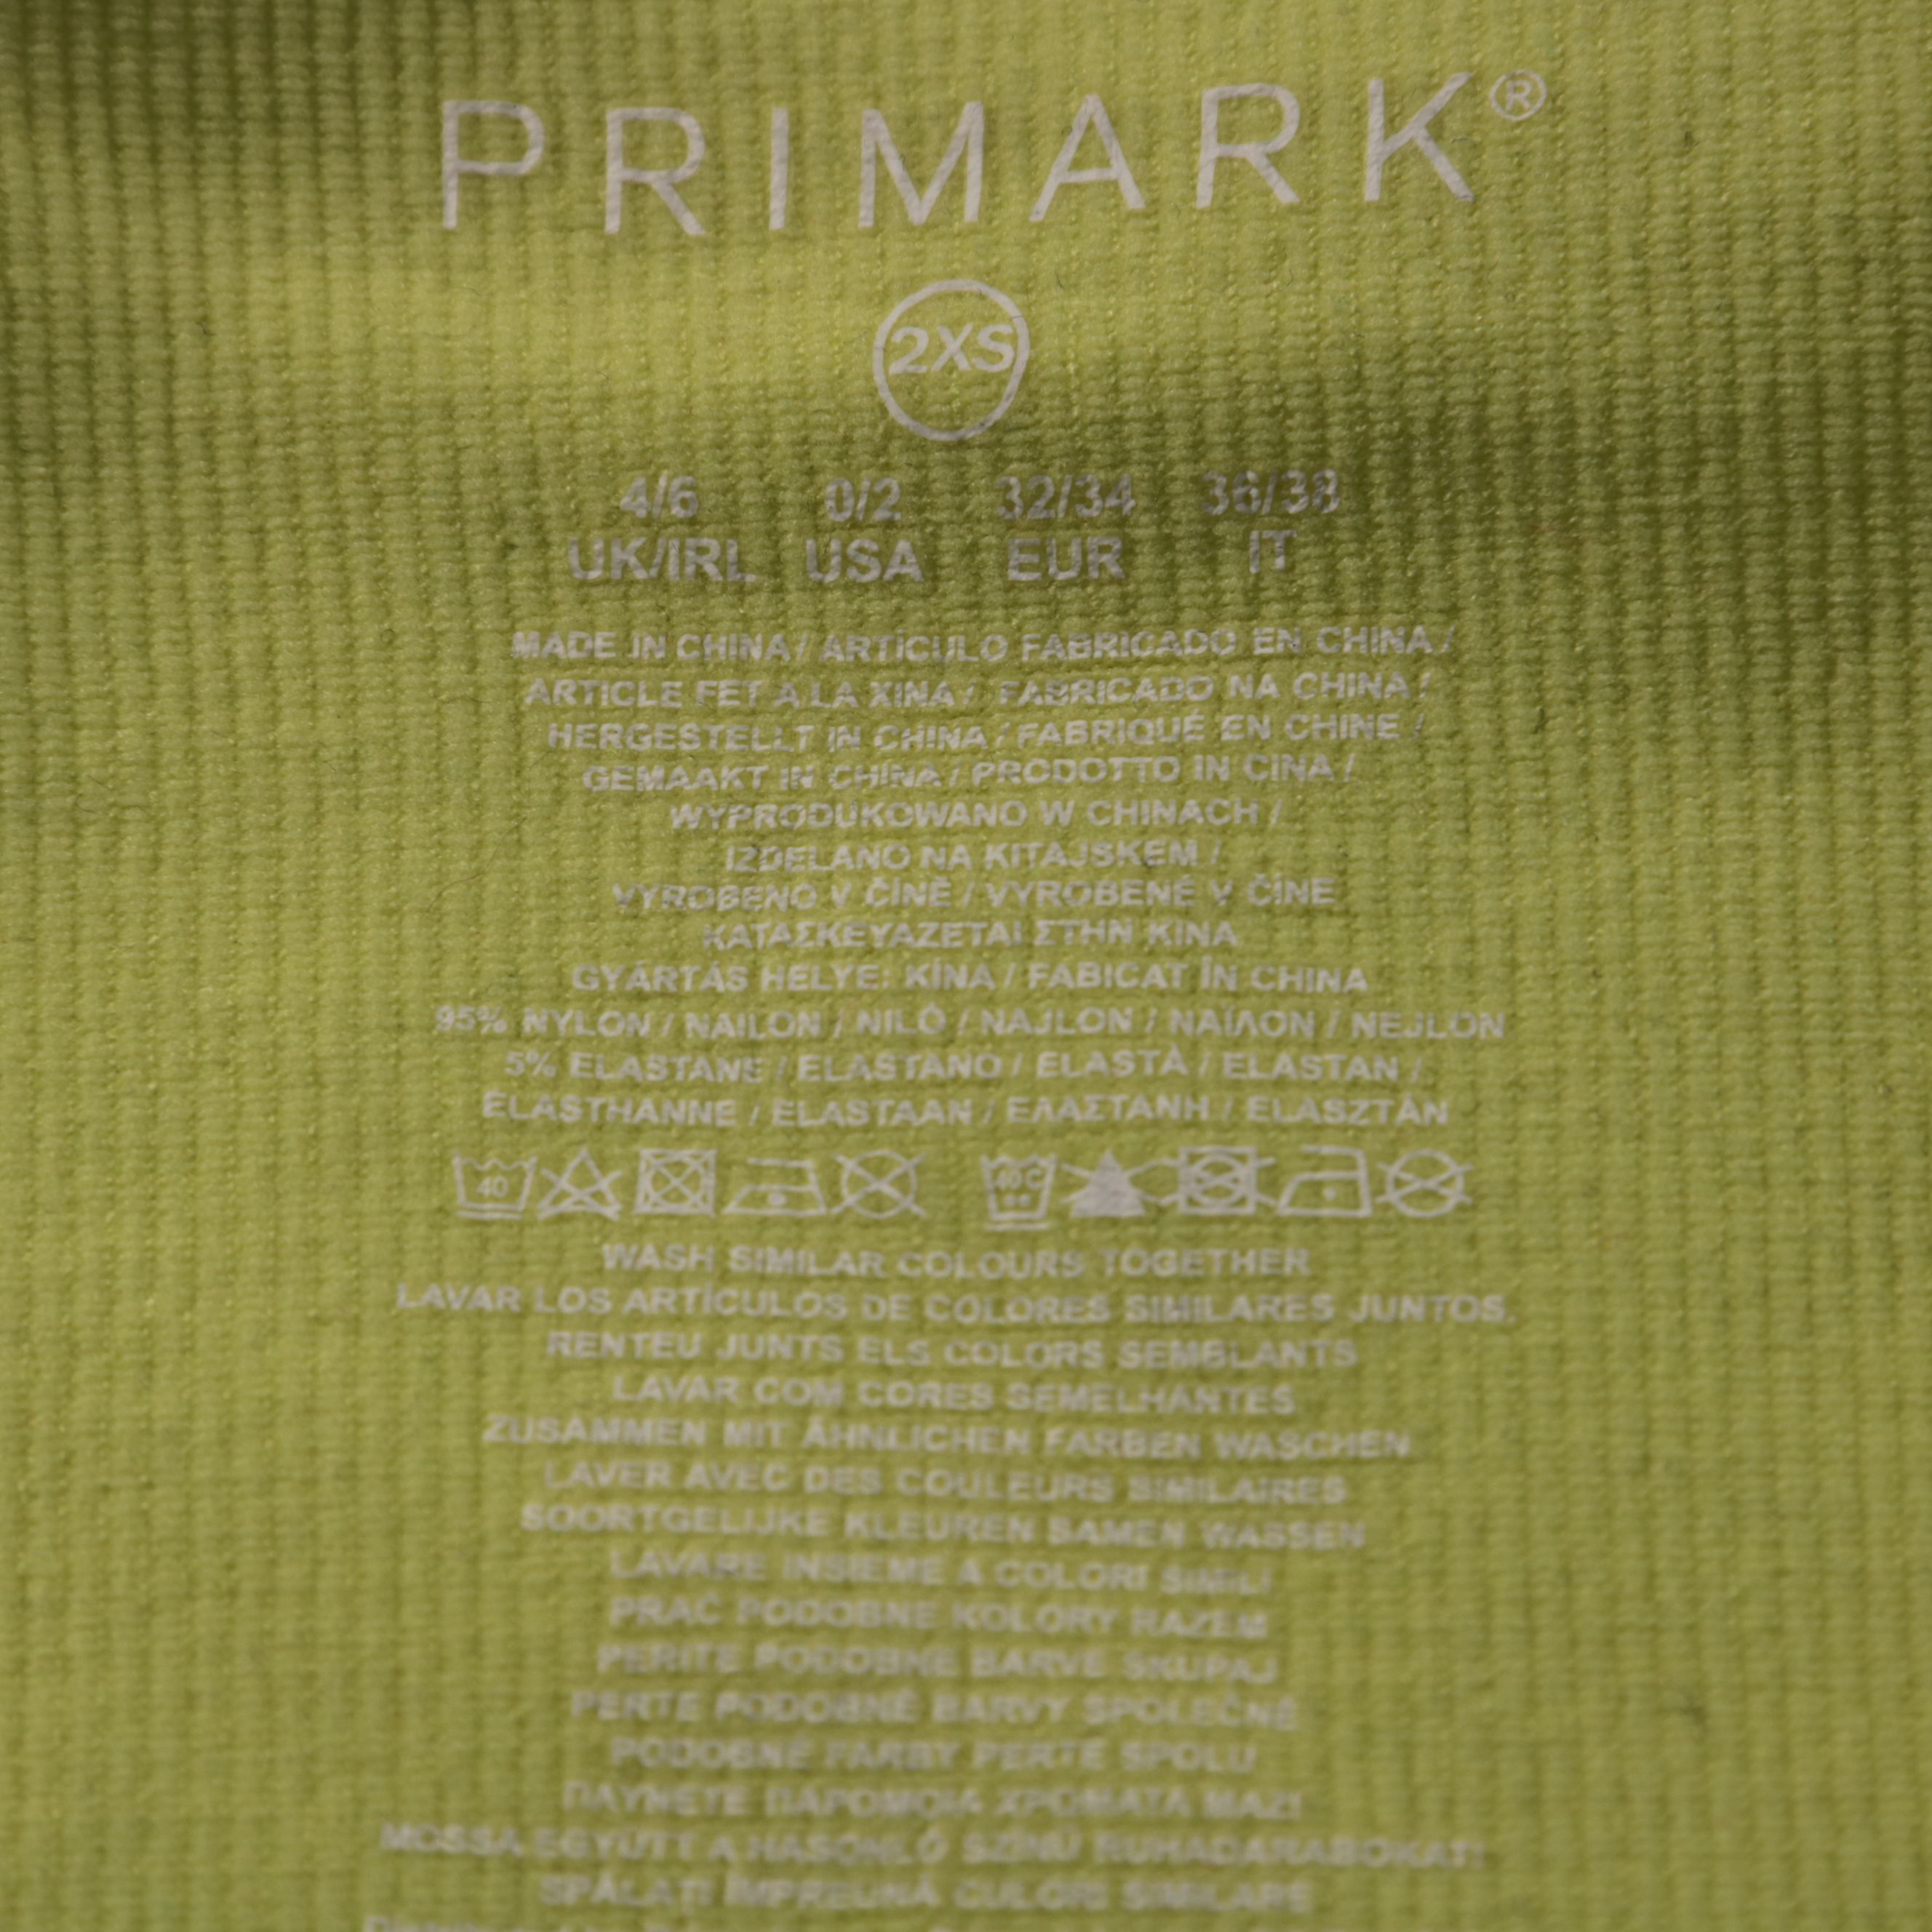 PRIMARK®
2XS
4/6 0/2 32/34 36/38
UK/IRL USA EUR IT
MADE IN CHINA / ARTÍCULO FABRICADO EN CHINA /
ARTICLE FET A LA XINA / FABRICADO NA CHINA /
HERGESTELLT IN CHINA / FABRIQUÉ EN CHINE /
GEMAAKT IN CHINA / PRODOTTO IN CINA /
WYPRODUKOWANO W CHINACH /
IZDELANO NA KITAJSKEM /
VYROBENO V ČÍNĚ / VYROBENÉ V ČÍNE
ΚΑΤΑΣΚΕΥΑΖΕΤΑΙ ΣΤΗΝ ΚΙΝΑ
GYÁRTÁS HELYE: KÍNA / FABICAT ÎN CHINA
95% NYLON / NAILON / NILÓ / NAJLON / ΝΑΪΛΟΝ / NEJLON
5% ELASTANE / ELASTANO / ELASTÀ / ELASTAN /
ÉLASTHANNE / ELASTAAN / ΕΛΑΣΤΑΝΗ / ELASZTÁN
40 40C
WASH SIMILAR COLOURS TOGETHER
LAVAR LOS ARTÍCULOS DE COLORES SIMILARES JUNTOS.
RENTEU JUNTS ELS COLORS SEMBLANTS
LAVAR COM CORES SEMELHANTES
ZUSAMMEN MIT ÄHNLICHEN FARBEN WASCHEN
LAVER AVEC DES COULEURS SIMILAIRES
SOORTGELIJKE KLEUREN SAMEN WASSEN
LAVARE INSIEME A COLORI SIMILI
PRAĆ PODOBNE KOLORY RAZEM
PERITE PODOBNE BARVE SKUPAJ
PERTE PODOBNÉ BARVY SPOLEČNĚ
PODOBNÉ FARBY PERTE SPOLU
ΠΛΥΝΕΤΕ ΠΑΡΟΜΟΙΑ ΧΡΩΜΑΤΑ ΜΑΖΙ
MOSSA EGYÜTT A HASONLÓ SZÍNŰ RUHADARABOKAT!
SPĂLAȚI ÎMPREUNĂ CULORI SIMILARE